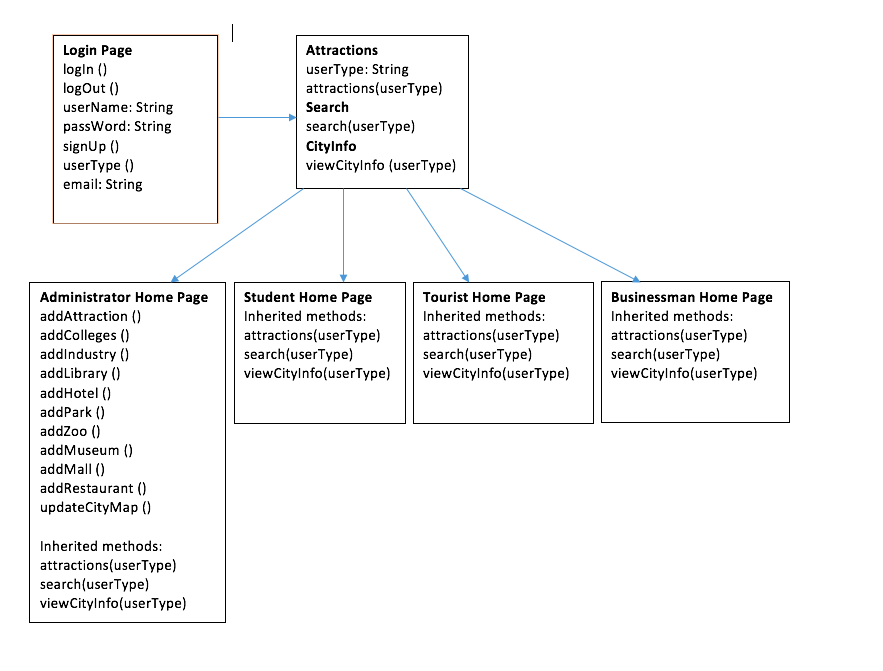 Login Page
logIn ()
logOut ()
userName: String
passWord: String
signUp ()
userType ()
email: String
Attractions
userType: String
attractions(userType)
Search
search(userType)
CityInfo
viewCityInfo (userType)
Administrator Home Page
addAttraction ()
addColleges ()
addIndustry ()
addLibrary ()
addHotel ()
addPark ()
addZoo ()
addMuseum ()
addMall ()
addRestaurant ()
updateCityMap ()
Inherited methods:
attractions(userType)
search(userType)
viewCityInfo(userType)
Student Home Page
Inherited methods:
attractions(userType)
search(userType)
viewCityInfo(userType)
Tourist Home Page
Inherited methods:
attractions(userType)
search(userType)
viewCityInfo(userType)
Businessman Home Page
Inherited methods:
attractions(userType)
search(userType)
viewCityInfo(userType)